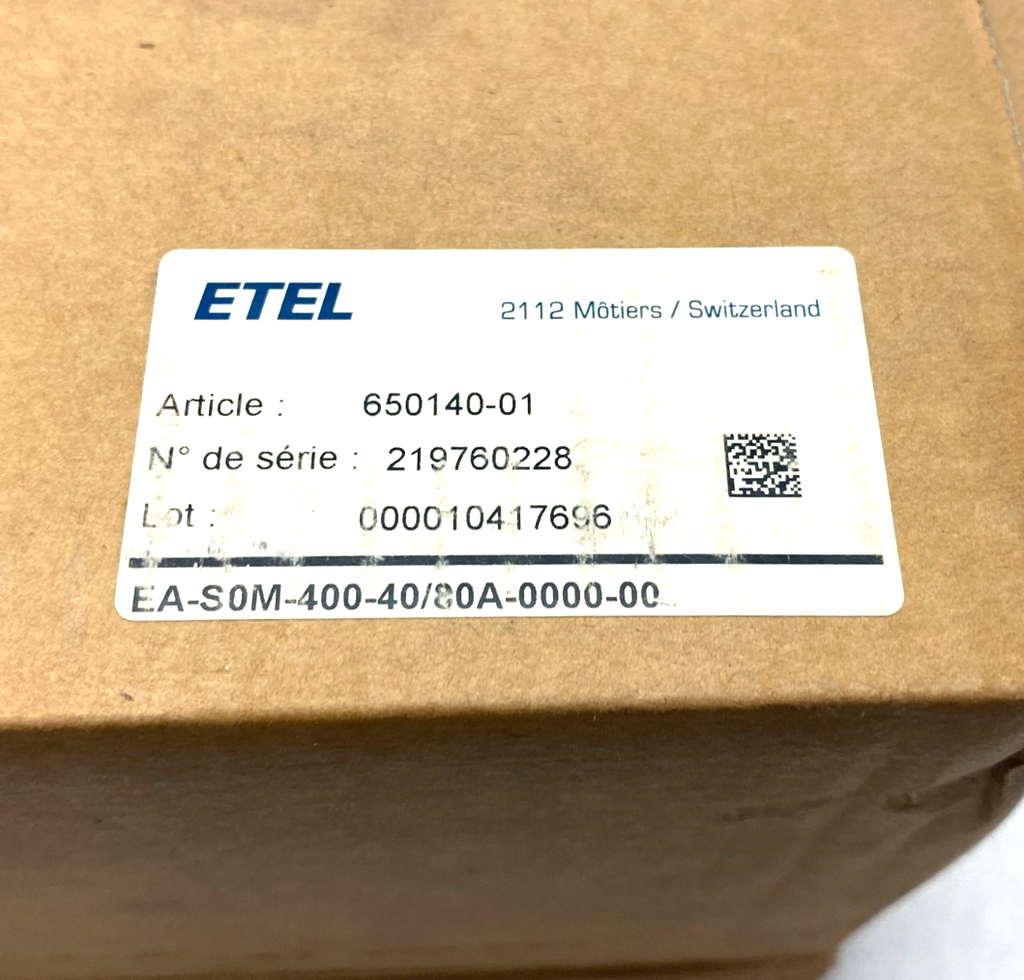 ETEL
2112 Môtiers / Switzerland
Article : 650140-01
N° de série : 219760228
Lot : 000010417696
EA-S0M-400-40/80A-0000-00